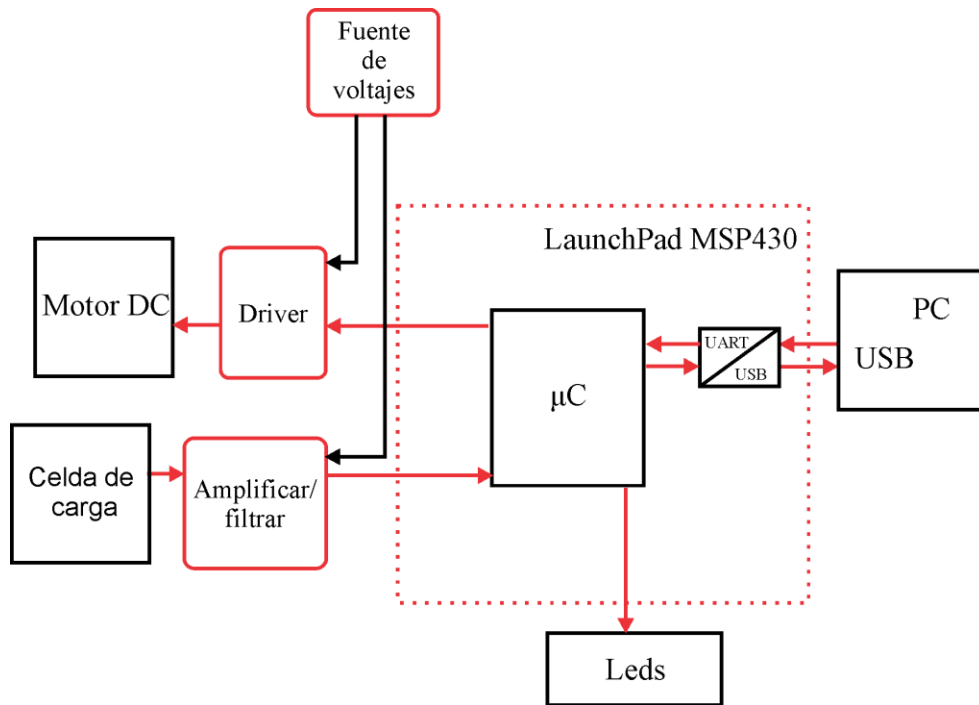 Fuente
de
voltajes
LaunchPad MSP430
Motor DC
Driver
UART
USB
PC
USB
μC
Celda de
carga
Amplificar/
filtrar
Leds